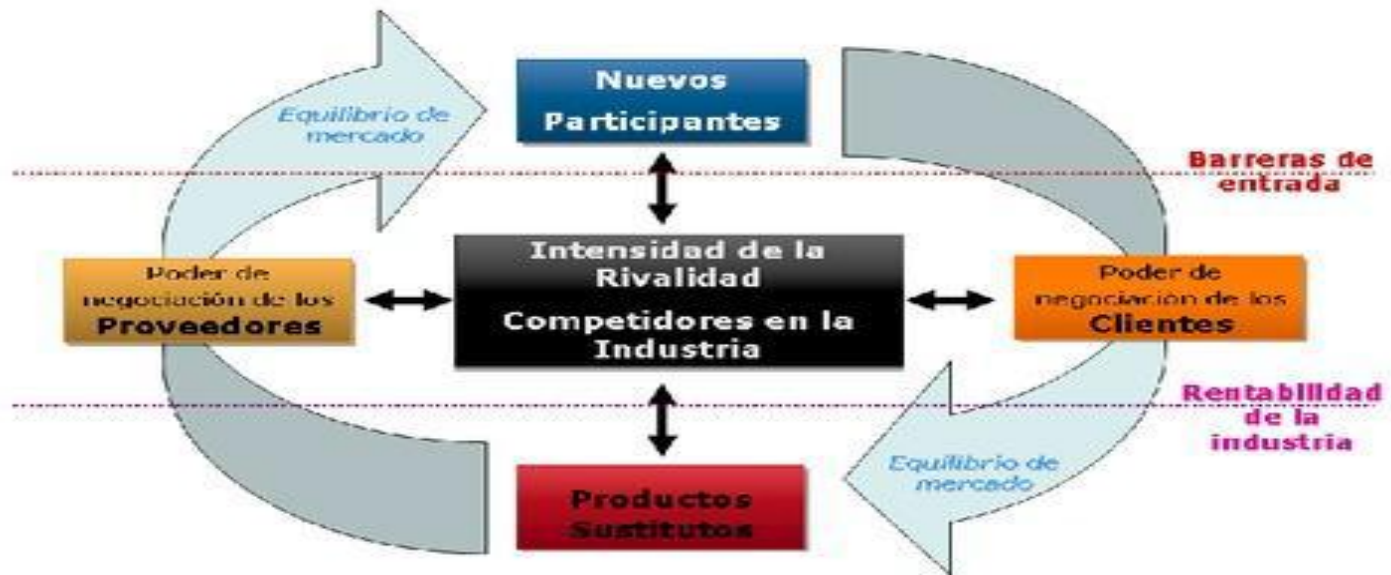 Nuevos
Participantes
Equilibrio de
mercado
Barreras de
entrada
Intensidad de la
Rivalidad
Competidores en la
Industria
Poder de
negociación de los
Proveedores
Poder de
negociación de los
Clientes
Rentabilidad
de la
industria
Equilibrio de
mercado
Productos
Sustitutos